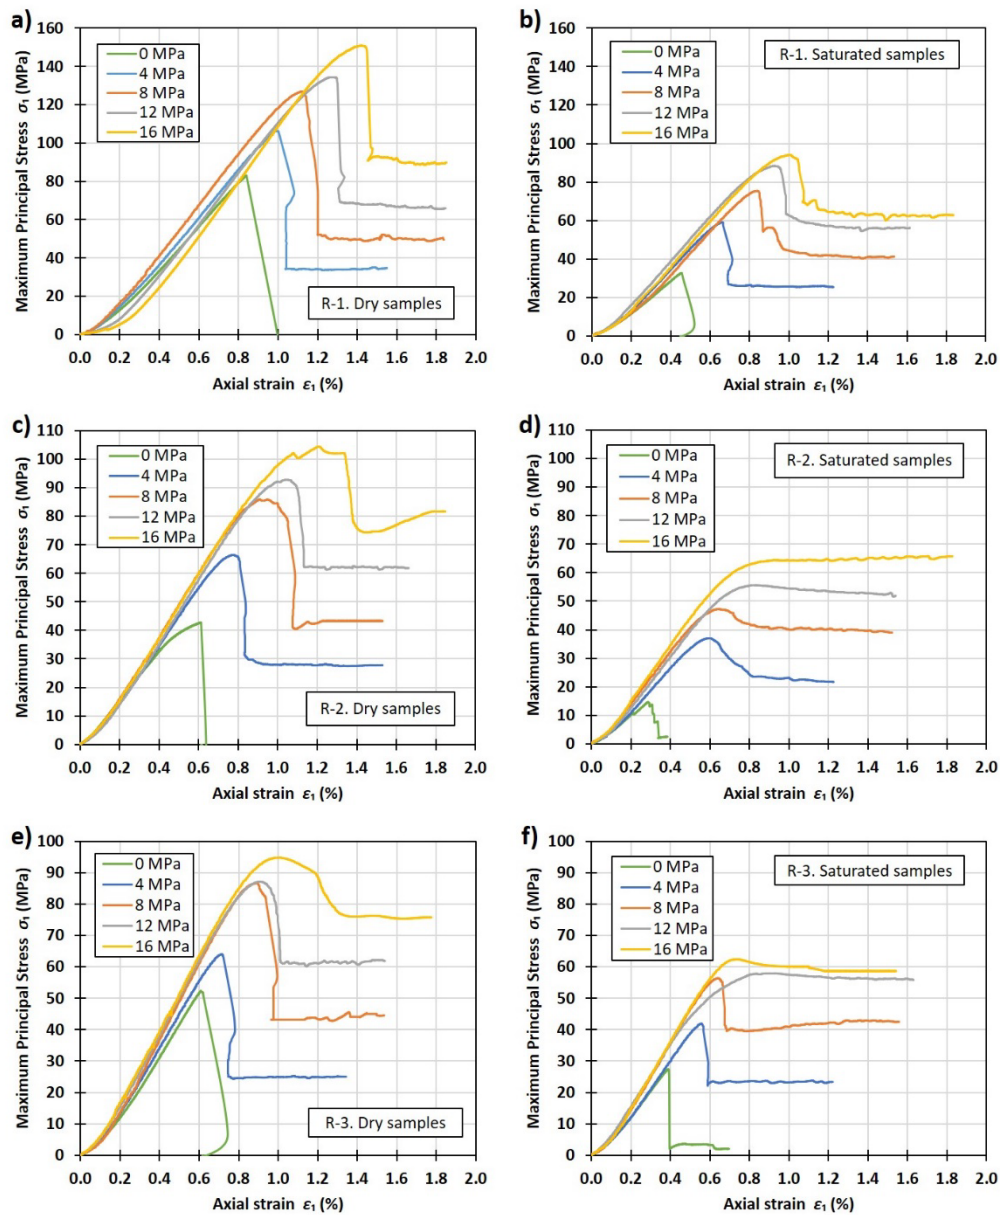 a)
160
140
120
100
80
60
40
20
0
Maximum Principal Stress σ₁ (MPa)
0 MPa
4 MPa
8 MPa
12 MPa
16 MPa
R-1. Dry samples
0.0 0.2 0.4 0.6 0.8 1.0 1.2 1.4 1.6 1.8 2.0
Axial strain ε₁ (%)
b)
160
140
120
100
80
60
40
20
0
Maximum Principal Stress σ₁ (MPa)
0 MPa
4 MPa
8 MPa
12 MPa
16 MPa
R-1. Saturated samples
0.0 0.2 0.4 0.6 0.8 1.0 1.2 1.4 1.6 1.8 2.0
Axial strain ε₁ (%)
c)
110
100
90
80
70
60
50
40
30
20
10
0
Maximum Principal Stress σ₁ (MPa)
0 MPa
4 MPa
8 MPa
12 MPa
16 MPa
R-2. Dry samples
0.0 0.2 0.4 0.6 0.8 1.0 1.2 1.4 1.6 1.8 2.0
Axial strain ε₁ (%)
d)
110
100
90
80
70
60
50
40
30
20
10
0
Maximum Principal Stress σ₁ (MPa)
0 MPa
4 MPa
8 MPa
12 MPa
16 MPa
R-2. Saturated samples
0.0 0.2 0.4 0.6 0.8 1.0 1.2 1.4 1.6 1.8 2.0
Axial strain ε₁ (%)
e)
100
90
80
70
60
50
40
30
20
10
0
Maximum Principal Stress σ₁ (MPa)
0 MPa
4 MPa
8 MPa
12 MPa
16 MPa
R-3. Dry samples
0.0 0.2 0.4 0.6 0.8 1.0 1.2 1.4 1.6 1.8 2.0
Axial strain ε₁ (%)
f)
100
90
80
70
60
50
40
30
20
10
0
Maximum Principal Stress σ₁ (MPa)
0 MPa
4 MPa
8 MPa
12 MPa
16 MPa
R-3. Saturated samples
0.0 0.2 0.4 0.6 0.8 1.0 1.2 1.4 1.6 1.8 2.0
Axial strain ε₁ (%)